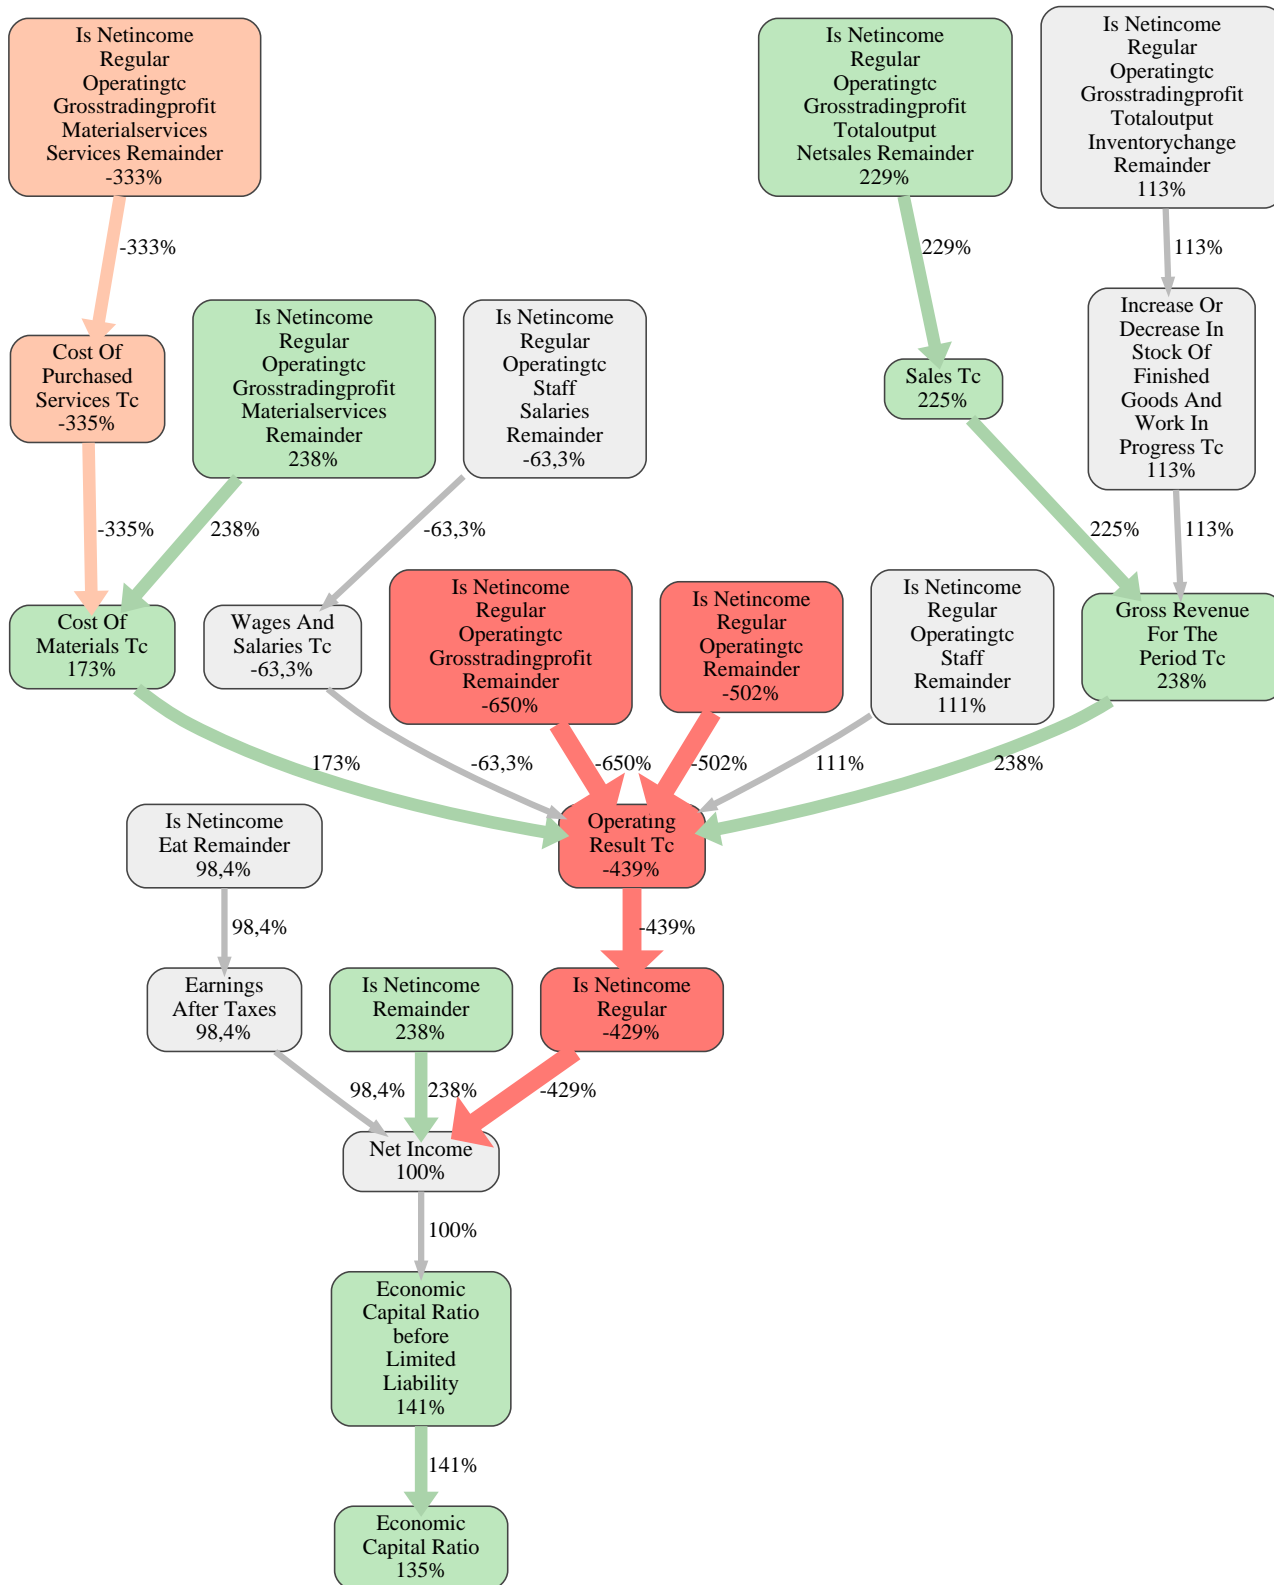 Is Netincome
Regular
Operatingtc
Grosstradingprofit
Materialservices
Services Remainder
-333%
Is Netincome
Regular
Operatingtc
Grosstradingprofit
Totaloutput
Netsales Remainder
229%
Is Netincome
Regular
Operatingtc
Grosstradingprofit
Totaloutput
Inventorychange
Remainder
113%
-333%
229%
113%
Cost Of
Purchased
Services Tc
-335%
Is Netincome
Regular
Operatingtc
Grosstradingprofit
Materialservices
Remainder
238%
Is Netincome
Regular
Operatingtc
Staff
Salaries
Remainder
-63,3%
Sales Tc
225%
Increase Or
Decrease In
Stock Of
Finished
Goods And
Work In
Progress Tc
113%
-335%
238%
-63,3%
225%
113%
Cost Of
Materials Tc
173%
Wages And
Salaries Tc
-63,3%
Is Netincome
Regular
Operatingtc
Grosstradingprofit
Remainder
-650%
Is Netincome
Regular
Operatingtc
Remainder
-502%
Is Netincome
Regular
Operatingtc
Staff
Remainder
111%
Gross Revenue
For The
Period Tc
238%
173%
-63,3%
-650%
-502%
111%
238%
Is Netincome
Eat Remainder
98,4%
Operating
Result Tc
-439%
98,4%
-439%
Earnings
After Taxes
98,4%
Is Netincome
Remainder
238%
Is Netincome
Regular
-429%
98,4%
238%
-429%
Net Income
100%
100%
Economic
Capital Ratio
before
Limited
Liability
141%
141%
Economic
Capital Ratio
135%